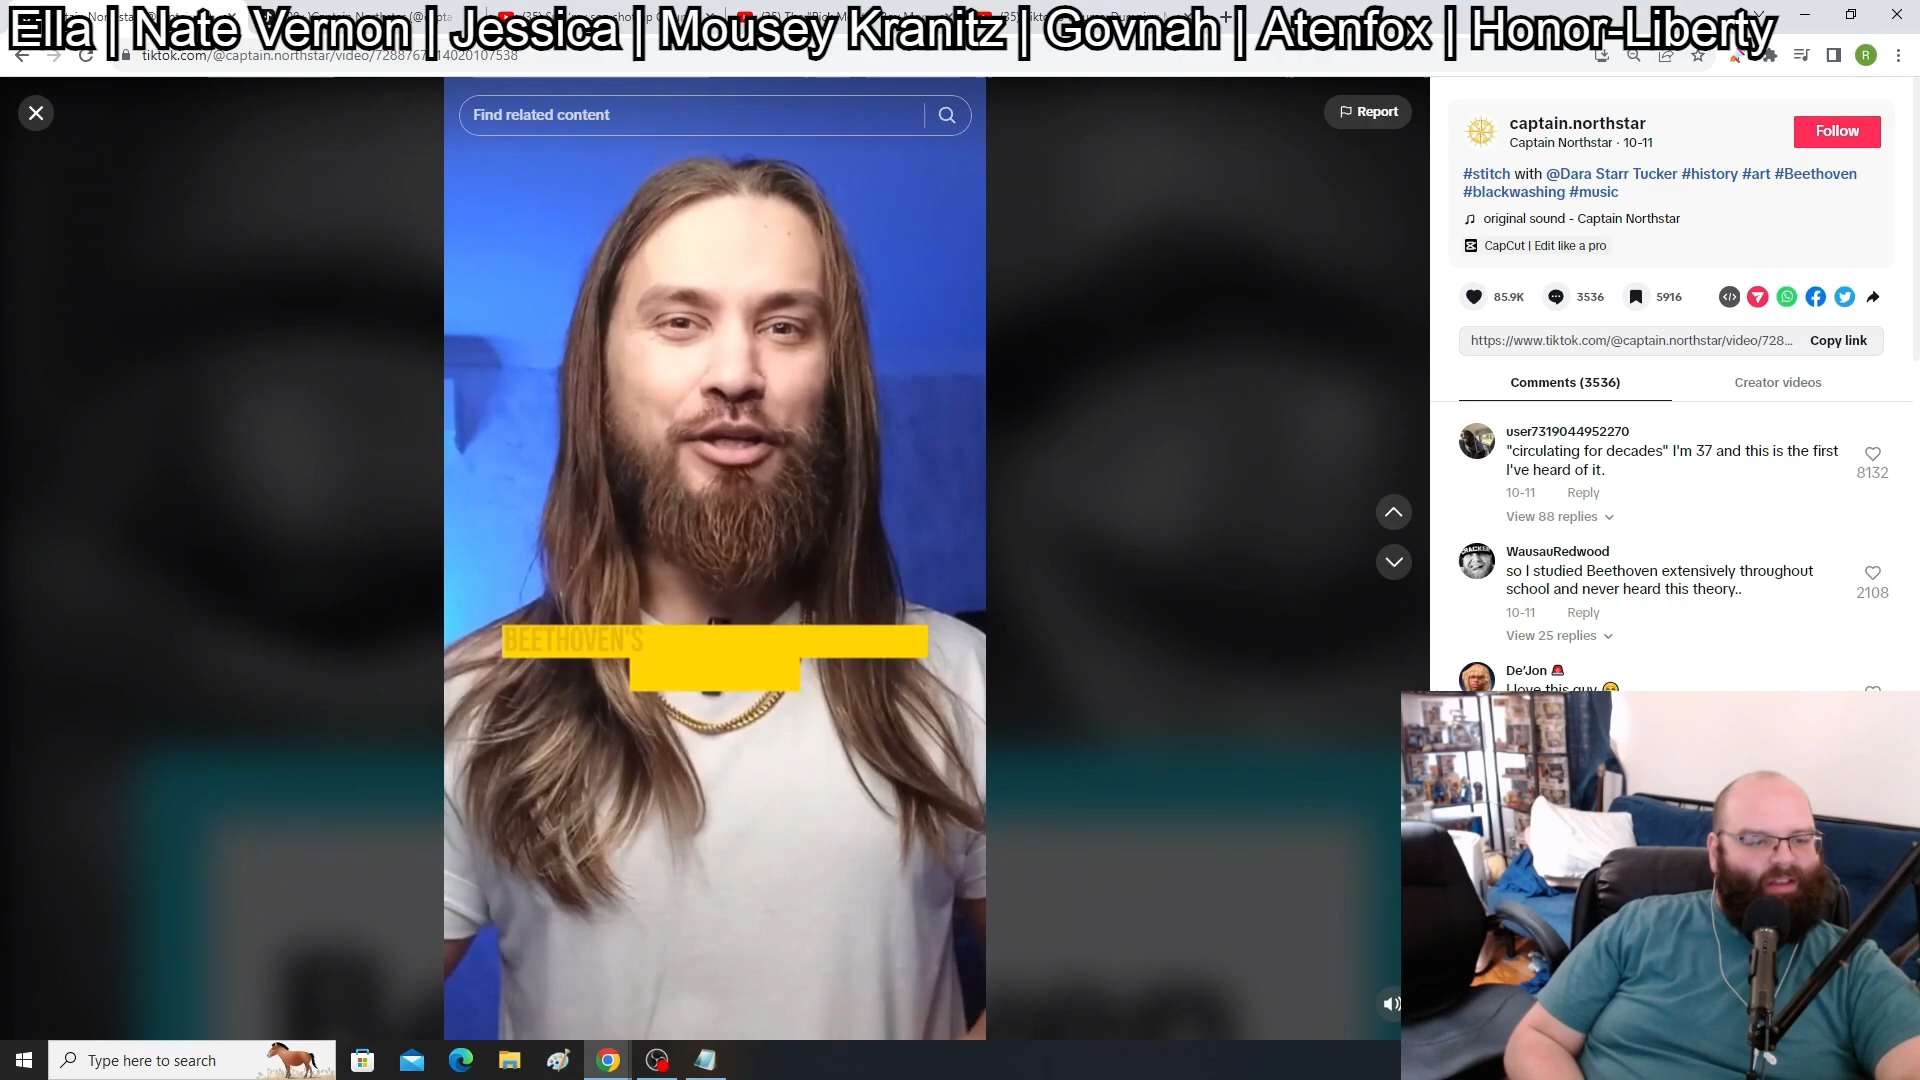 Ella | Nate Vernon | Jessica | Mousey Kranitz | Govnah | Atenfox | Honor-Liberty
tiktok.com/@captain.northstar/video/7288767
14020107538
R
Find related content
Report
captain.northstar
Captain Northstar · 10-11
Follow
#stitch with @Dara Starr Tucker #history #art #Beethoven
#blackwashing #music
original sound - Captain Northstar
CapCut | Edit like a pro
85.9K
3536
5916
https://www.tiktok.com/@captain.northstar/video/728...
Copy link
Comments (3536)
Creator videos
user7319044952270
"circulating for decades" I'm 37 and this is the first
I've heard of it.
8132
10-11
Reply
View 88 replies
WausauRedwood
so I studied Beethoven extensively throughout
school and never heard this theory..
2108
10-11
Reply
View 25 replies
De'Jon
I love this guy
BEETHOVEN'S
Type here to search